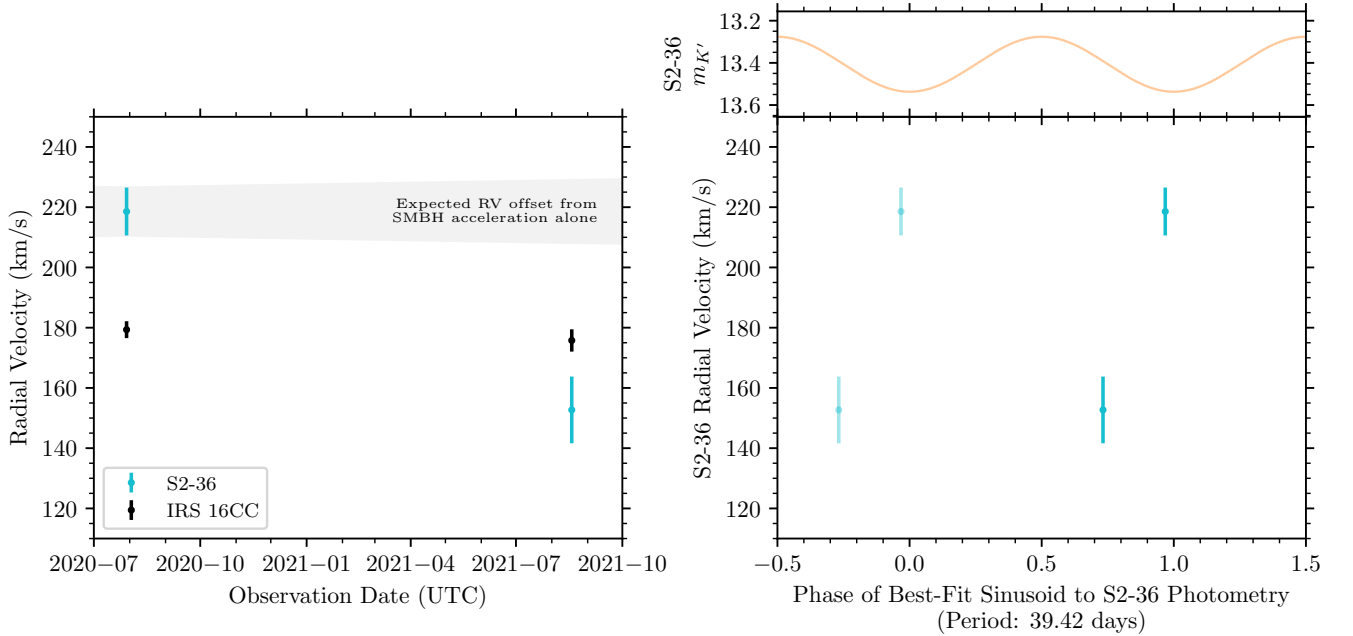 240
220
200
180
160
140
120
Radial Velocity (km/s)
Expected RV offset from
SMBH acceleration alone
S2-36
IRS 16CC
2020−07
2020−10
2021−01
2021−04
2021−07
2021−10
Observation Date (UTC)
S2-36
m_{K′}
13.2
13.4
13.6
240
220
200
180
160
140
120
S2-36 Radial Velocity (km/s)
−0.5
0.0
0.5
1.0
1.5
Phase of Best-Fit Sinusoid to S2-36 Photometry
(Period: 39.42 days)